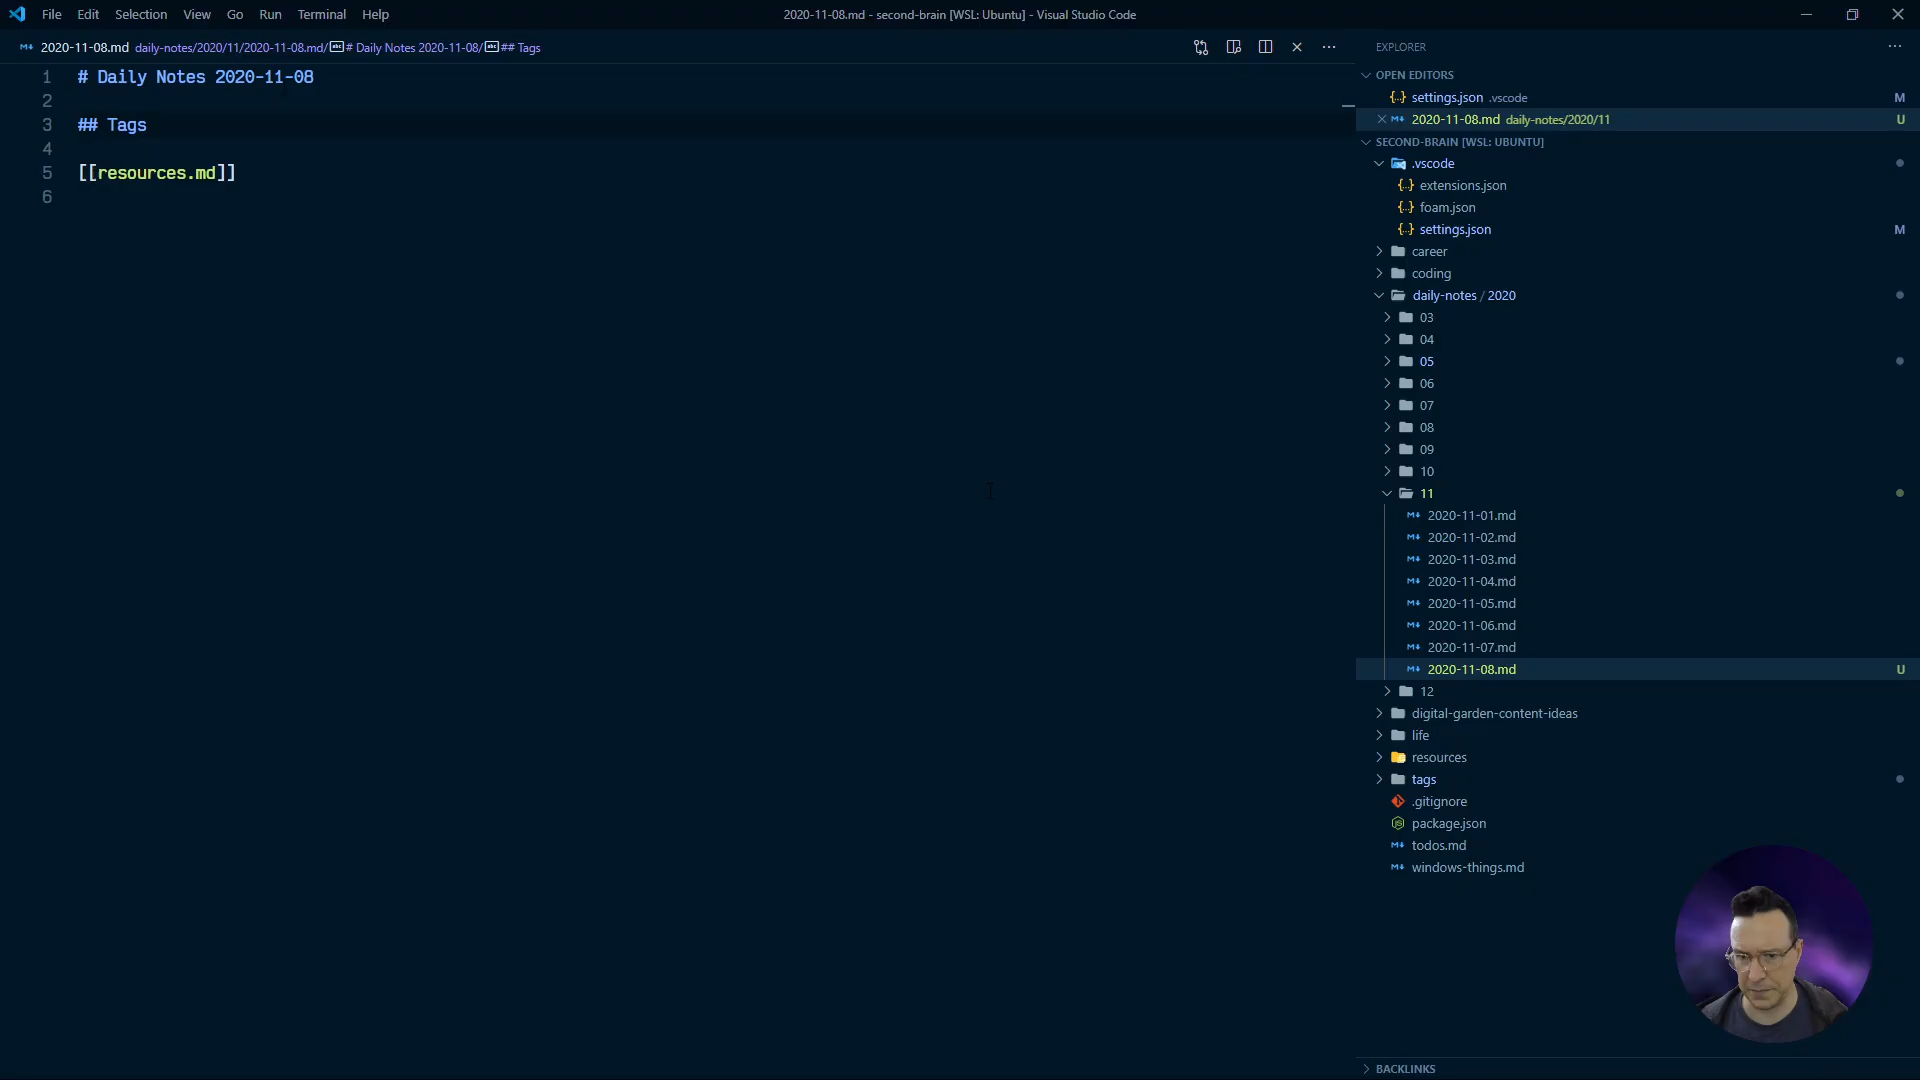 File Edit Selection View Go Run Terminal Help
2020-11-08.md - second-brain [WSL: Ubuntu] - Visual Studio Code
2020-11-08.md daily-notes/2020/11/2020-11-08.md/ # Daily Notes 2020-11-08/ ## Tags
1 # Daily Notes 2020-11-08
2
3 ## Tags
4
5 [[resources.md]]
6
EXPLORER
OPEN EDITORS
settings.json .vscode M
2020-11-08.md daily-notes/2020/11 U
SECOND-BRAIN [WSL: UBUNTU]
.vscode
extensions.json
foam.json
settings.json M
career
coding
daily-notes / 2020
03
04
05
06
07
08
09
10
11
2020-11-01.md
2020-11-02.md
2020-11-03.md
2020-11-04.md
2020-11-05.md
2020-11-06.md
2020-11-07.md
2020-11-08.md U
12
digital-garden-content-ideas
life
resources
tags
.gitignore
package.json
todos.md
windows-things.md
BACKLINKS